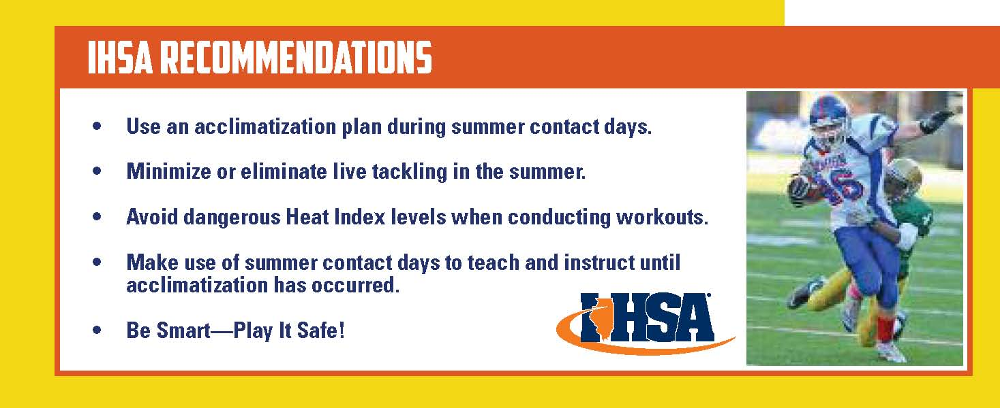 IHSA RECOMMENDATIONS
• Use an acclimatization plan during summer contact days.
• Minimize or eliminate live tackling in the summer.
• Avoid dangerous Heat Index levels when conducting workouts.
• Make use of summer contact days to teach and instruct until
acclimatization has occurred.
• Be Smart—Play It Safe!
IHSA